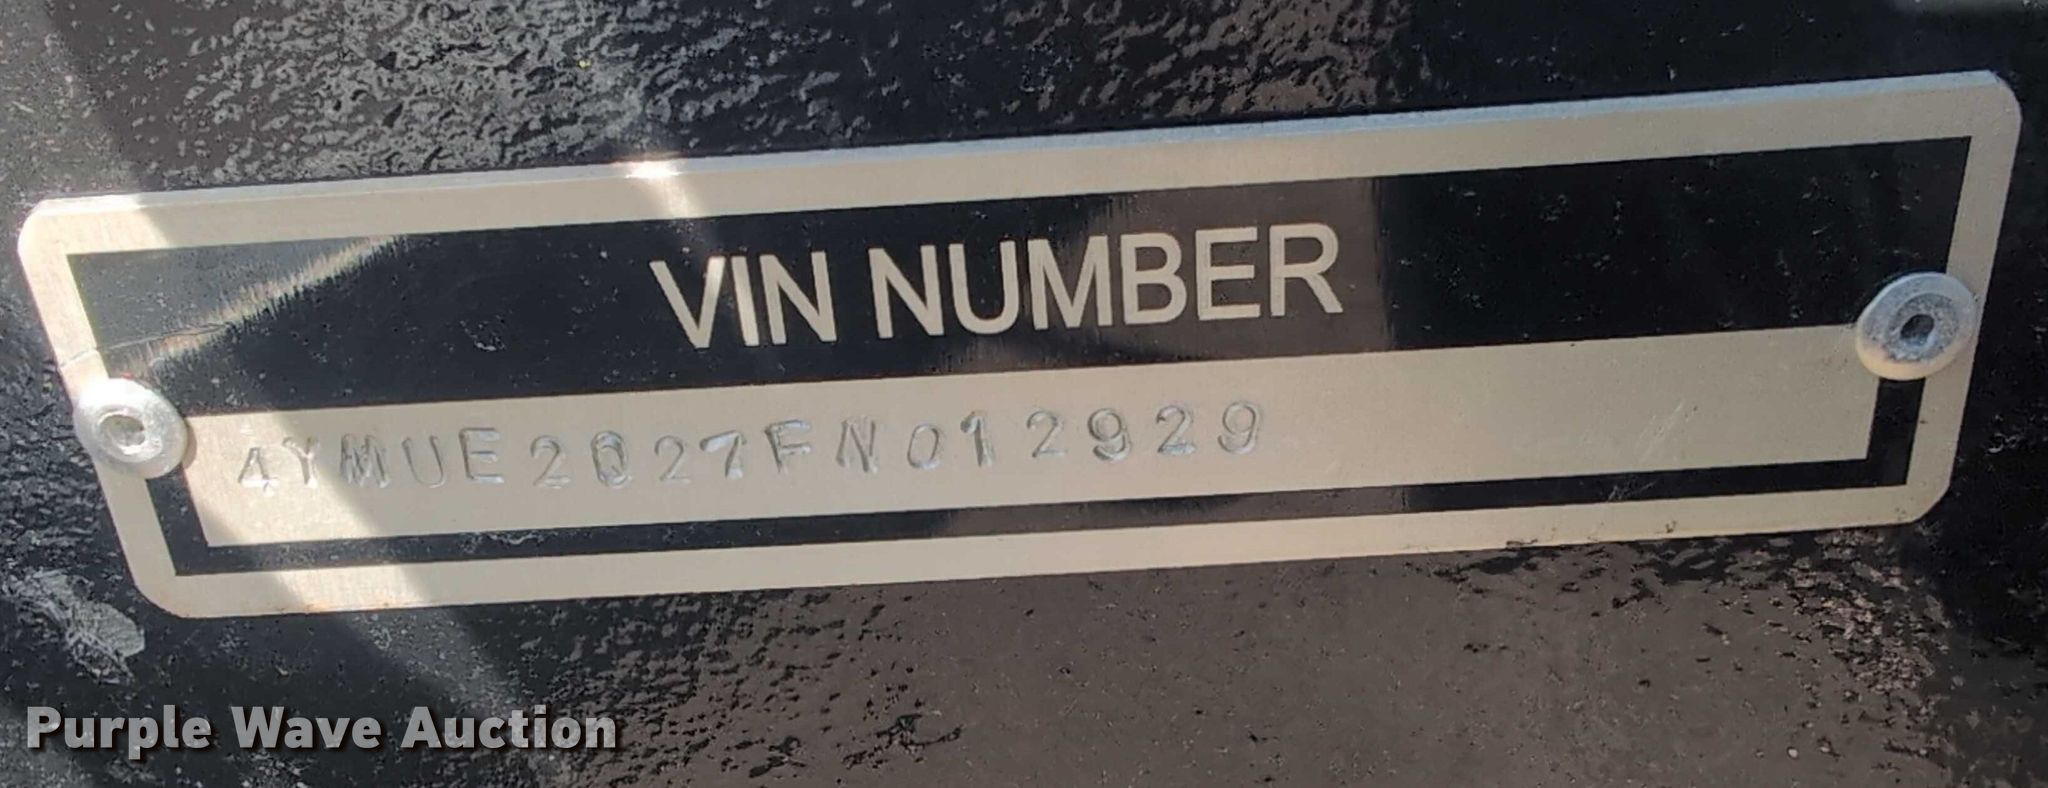 VIN NUMBER
4YMUE2027FN012929
Purple Wave Auction